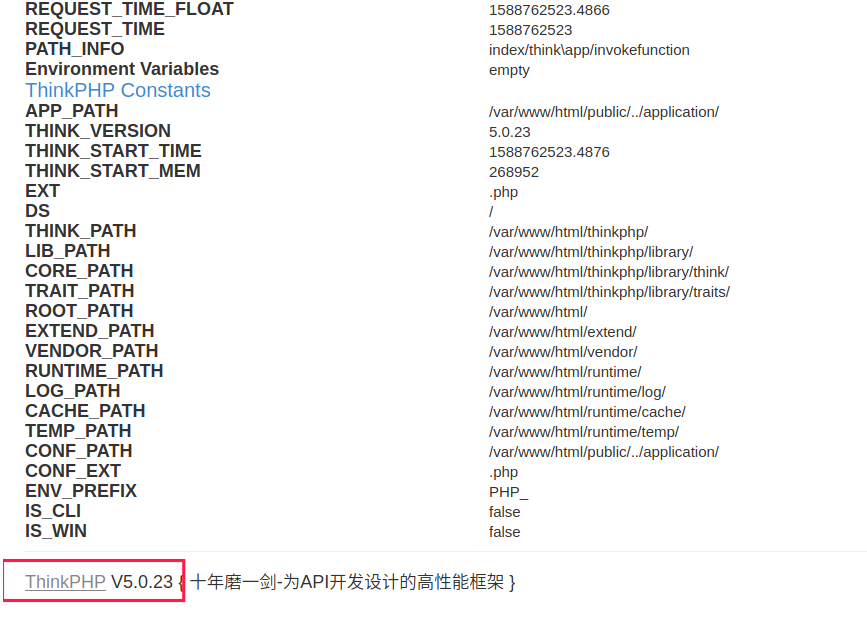 REQUEST_TIME_FLOAT 1588762523.4866
REQUEST_TIME 1588762523
PATH_INFO index/think\app/invokefunction
Environment Variables empty
ThinkPHP Constants
APP_PATH /var/www/html/public/../application/
THINK_VERSION 5.0.23
THINK_START_TIME 1588762523.4876
THINK_START_MEM 268952
EXT .php
DS /
THINK_PATH /var/www/html/thinkphp/
LIB_PATH /var/www/html/thinkphp/library/
CORE_PATH /var/www/html/thinkphp/library/think/
TRAIT_PATH /var/www/html/thinkphp/library/traits/
ROOT_PATH /var/www/html/
EXTEND_PATH /var/www/html/extend/
VENDOR_PATH /var/www/html/vendor/
RUNTIME_PATH /var/www/html/runtime/
LOG_PATH /var/www/html/runtime/log/
CACHE_PATH /var/www/html/runtime/cache/
TEMP_PATH /var/www/html/runtime/temp/
CONF_PATH /var/www/html/public/../application/
CONF_EXT .php
ENV_PREFIX PHP_
IS_CLI false
IS_WIN false
ThinkPHP V5.0.23 { 十年磨一剑-为API开发设计的高性能框架 }